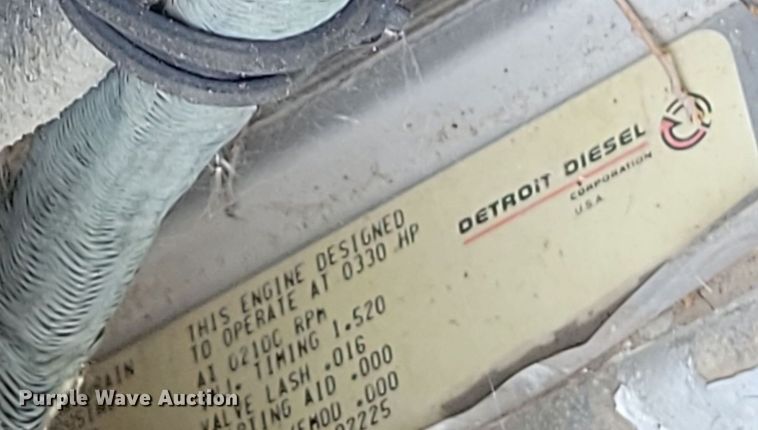 DETROIT DIESEL
CORPORATION
U.S.A.
THIS ENGINE DESIGNED
TO OPERATE AT 0330 HP
AT 02100 RPM
TIMING 1.520
VALVE LASH .016
AID .000
.000
02225
Purple Wave Auction